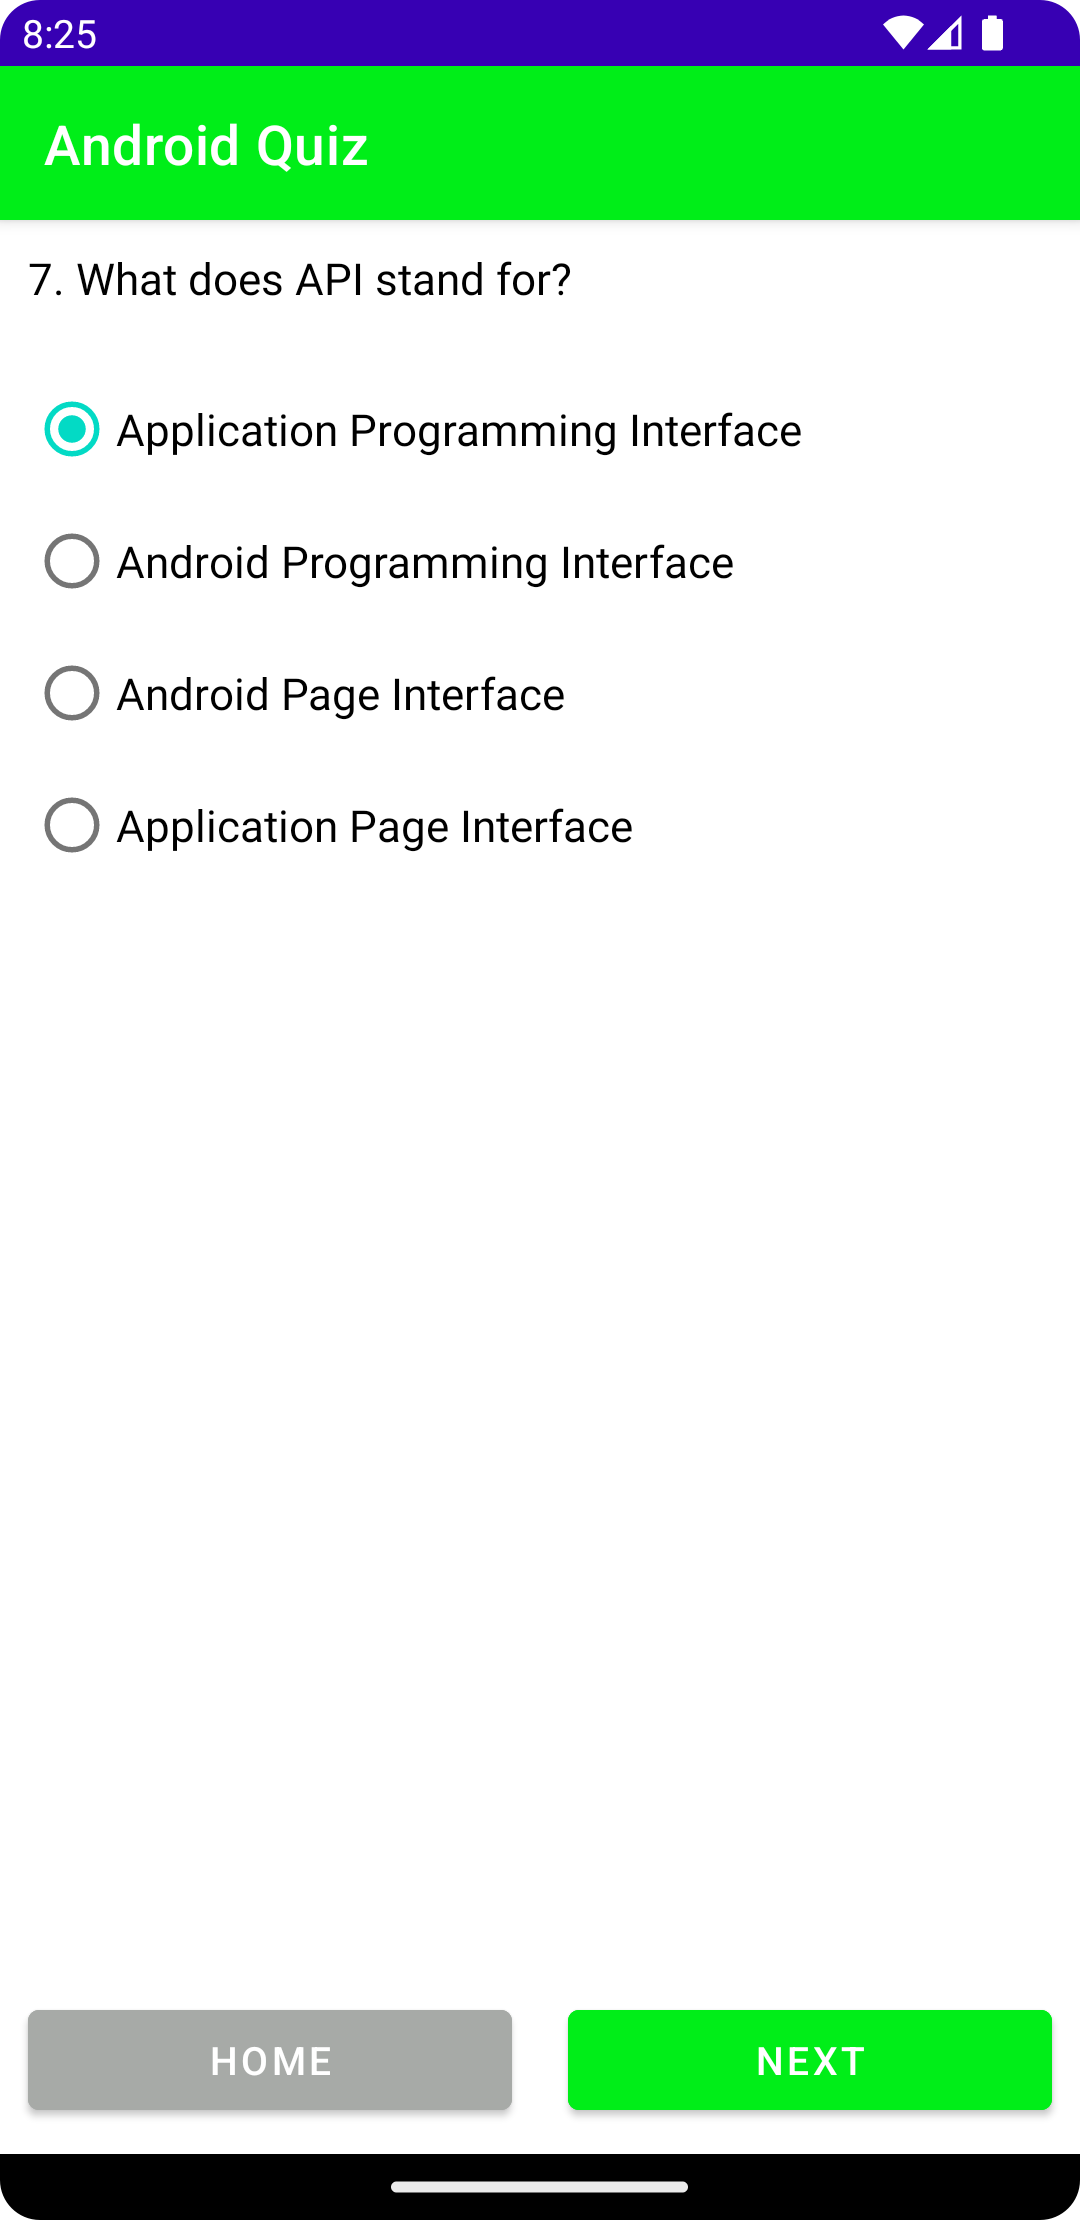 8:25
Android Quiz
7. What does API stand for?
Application Programming Interface
Android Programming Interface
Android Page Interface
Application Page Interface
HOME
NEXT